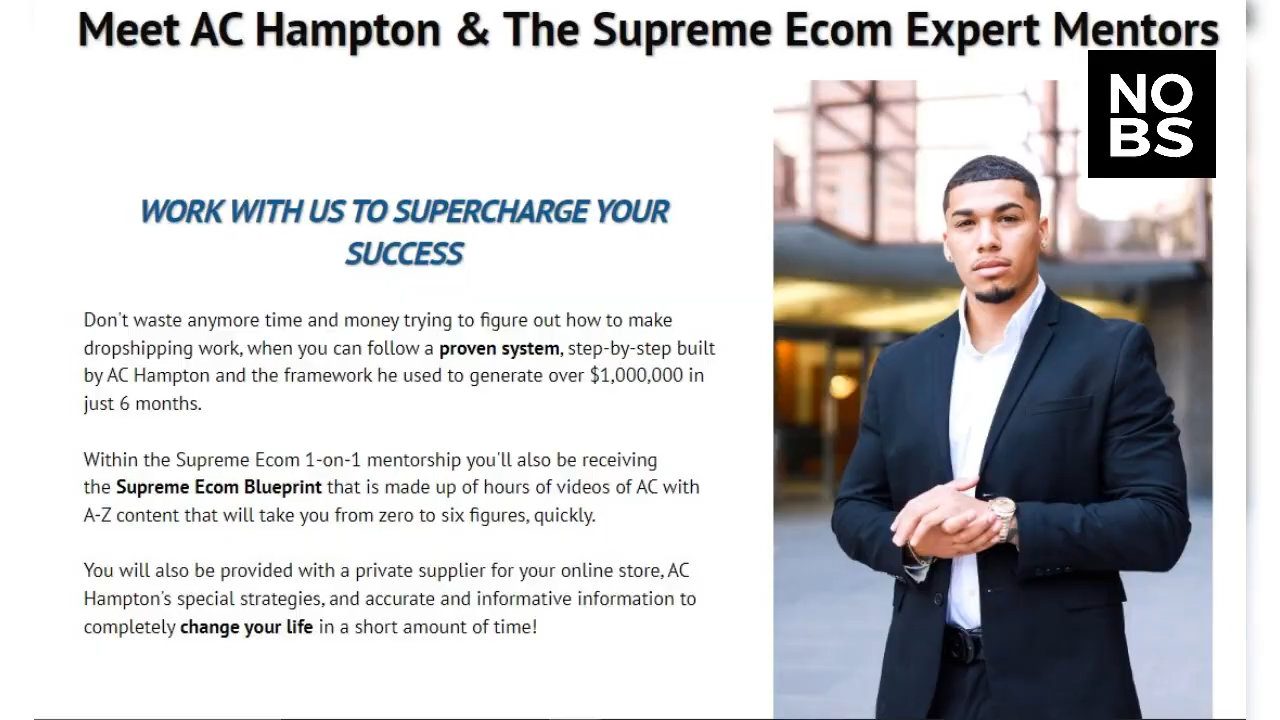 Meet AC Hampton & The Supreme Ecom Expert Mentors
NO
BS
WORK WITH US TO SUPERCHARGE YOUR
SUCCESS
Don't waste anymore time and money trying to figure out how to make
dropshipping work, when you can follow a proven system, step-by-step built
by AC Hampton and the framework he used to generate over $1,000,000 in
just 6 months.
Within the Supreme Ecom 1-on-1 mentorship you'll also be receiving
the Supreme Ecom Blueprint that is made up of hours of videos of AC with
A-Z content that will take you from zero to six figures, quickly.
You will also be provided with a private supplier for your online store, AC
Hampton's special strategies, and accurate and informative information to
completely change your life in a short amount of time!